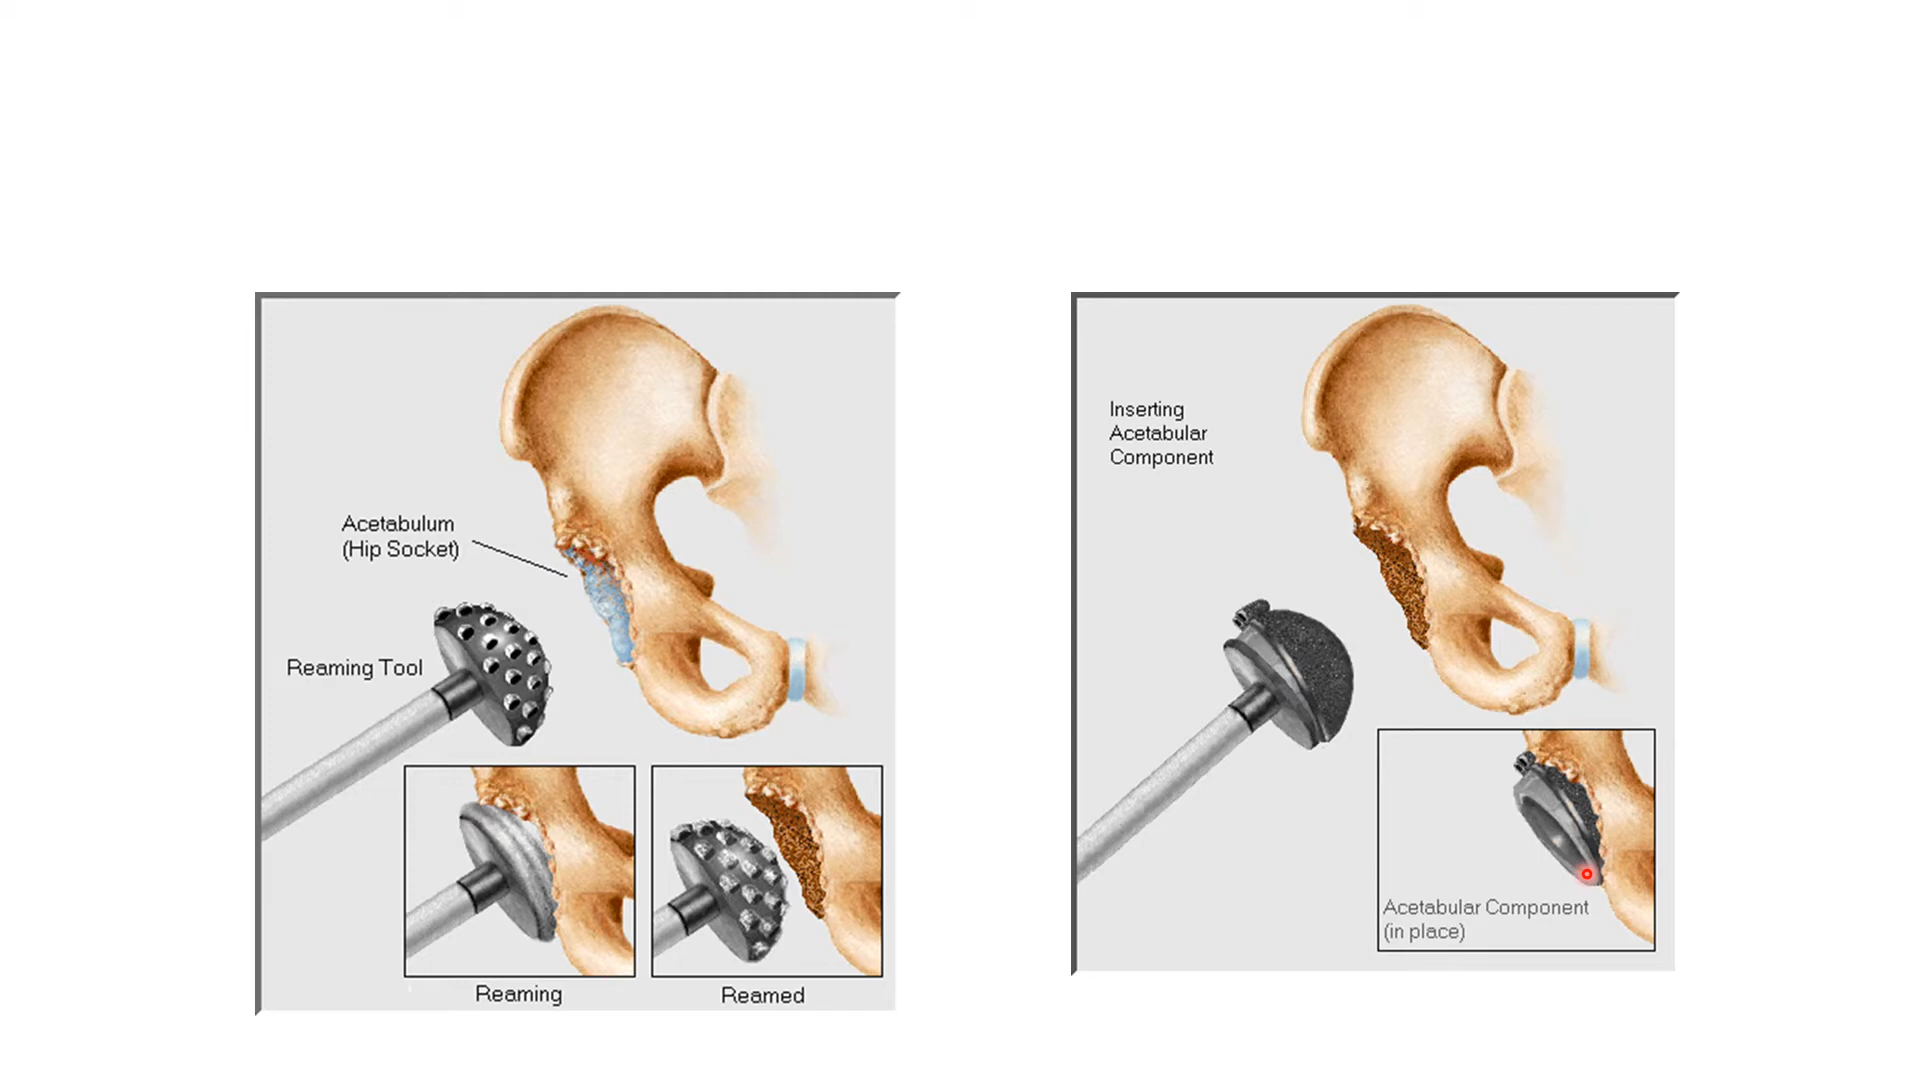 Acetabulum
(Hip Socket)
Reaming Tool
Reaming
Reamed
Inserting
Acetabular
Component
Acetabular Component
(in place)